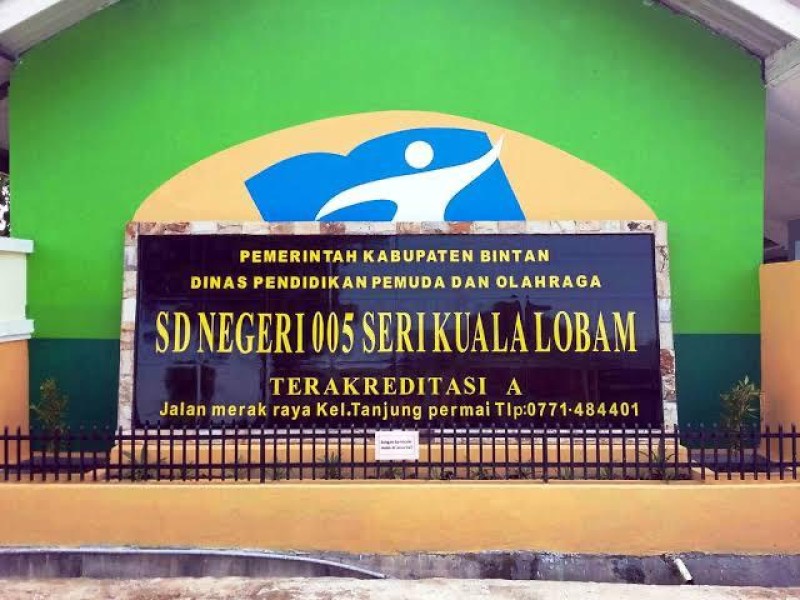 PEMERINTAH KABUPATEN BINTAN
DINAS PENDIDIKAN PEMUDA DAN OLAHRAGA
SD NEGERI 005 SERI KUALA LOBAM
TERAKREDITASI A
Jalan merak raya Kel.Tanjung permai Tlp:0771-484401